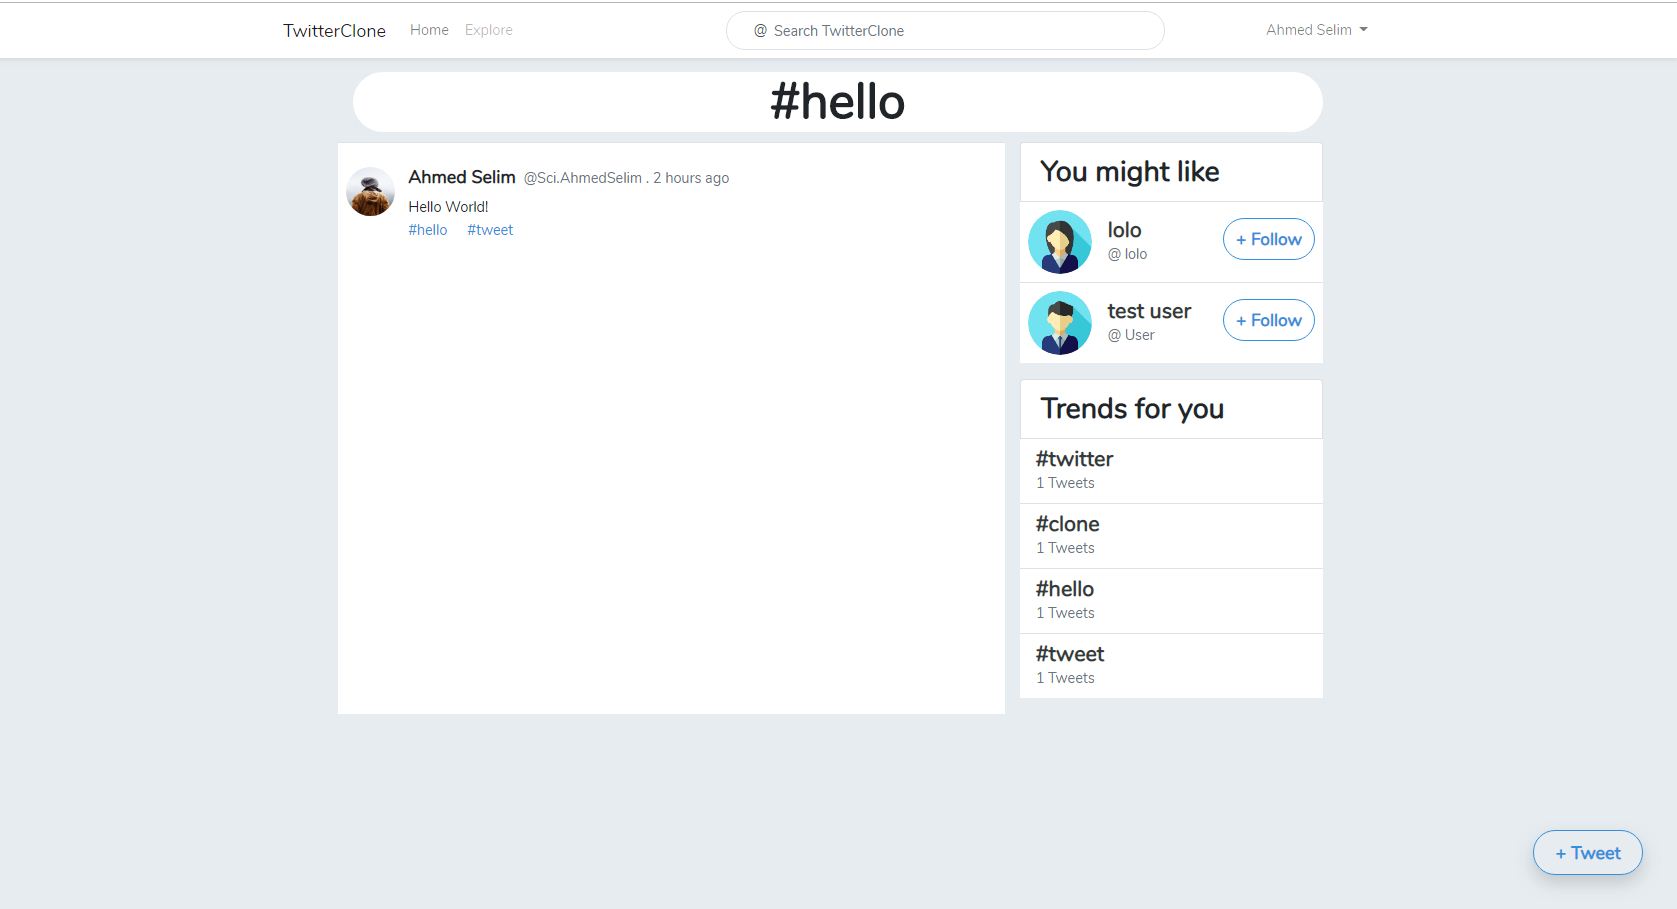 TwitterClone Home Explore @ Search TwitterClone Ahmed Selim
#hello
Ahmed Selim @Sci.AhmedSelim . 2 hours ago
Hello World!
#hello #tweet
You might like
lolo
@ lolo
+ Follow
test user
@ User
+ Follow
Trends for you
#twitter
1 Tweets
#clone
1 Tweets
#hello
1 Tweets
#tweet
1 Tweets
+ Tweet